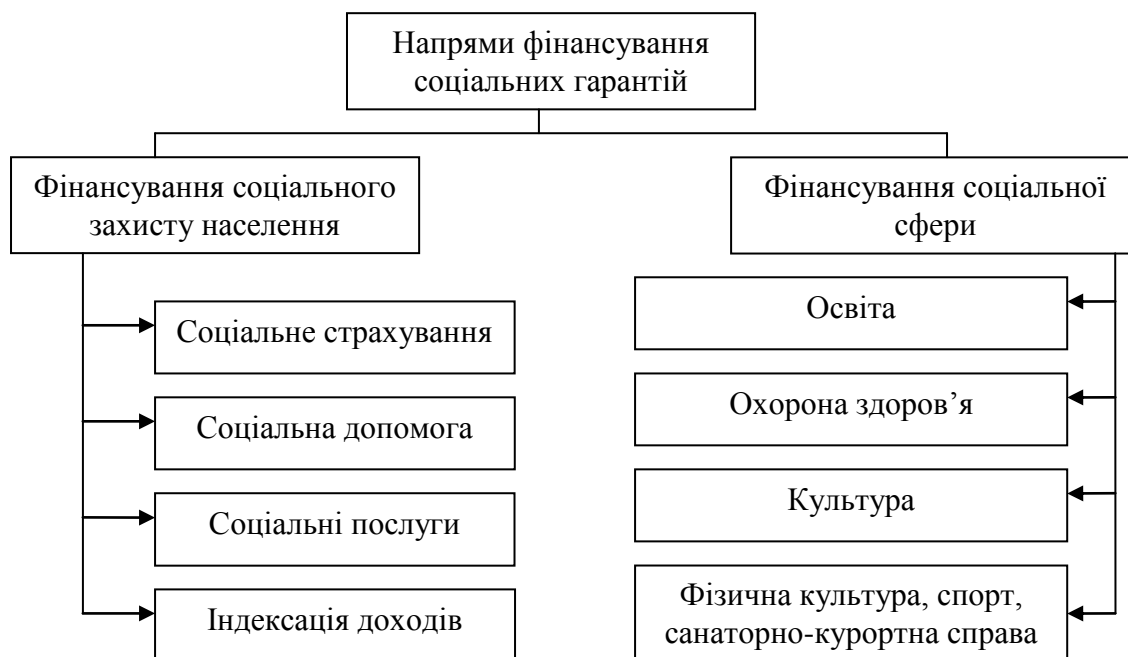 Напрями фінансування
соціальних гарантій
Фінансування соціального
захисту населення
Фінансування соціальної
сфери
Соціальне страхування
Соціальна допомога
Соціальні послуги
Індексація доходів
Освіта
Охорона здоров’я
Культура
Фізична культура, спорт,
санаторно-курортна справа